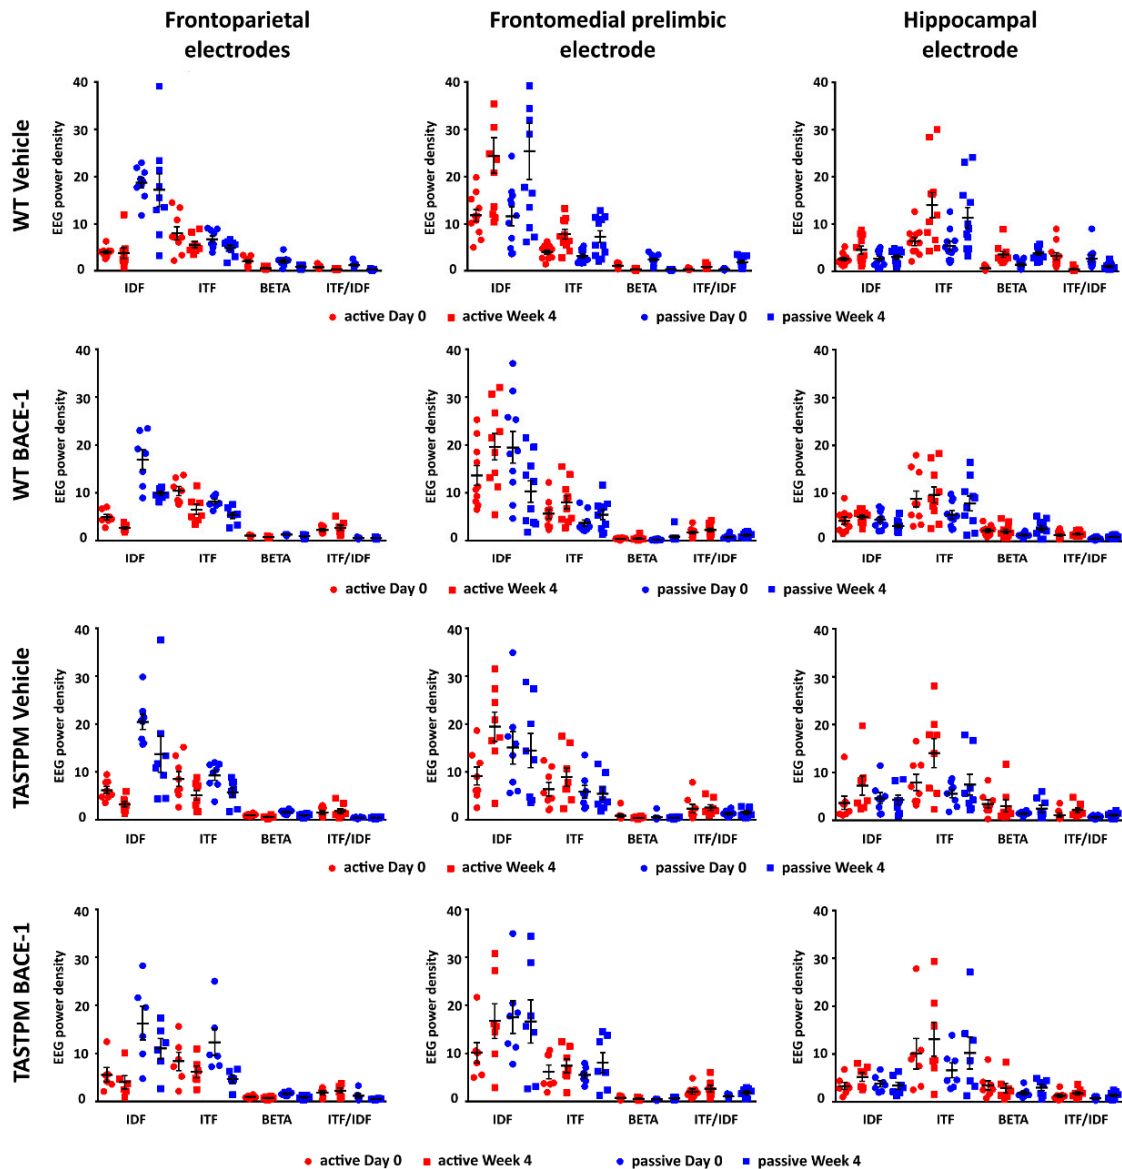 Frontoparietal
electrodes
Frontomedial prelimbic
electrode
Hippocampal
electrode
WT Vehicle
EEG power density
40
30
20
10
0
IDF ITF BETA ITF/IDF
EEG power density
40
30
20
10
0
IDF ITF BETA ITF/IDF
EEG power density
40
30
20
10
0
IDF ITF BETA ITF/IDF
active Day 0 active Week 4 passive Day 0 passive Week 4
WT BACE-1
EEG power density
40
30
20
10
0
IDF ITF BETA ITF/IDF
EEG power density
40
30
20
10
0
IDF ITF BETA ITF/IDF
EEG power density
40
30
20
10
0
IDF ITF BETA ITF/IDF
active Day 0 active Week 4 passive Day 0 passive Week 4
TASTPM Vehicle
EEG power density
40
30
20
10
0
IDF ITF BETA ITF/IDF
EEG power density
40
30
20
10
0
IDF ITF BETA ITF/IDF
EEG power density
40
30
20
10
0
IDF ITF BETA ITF/IDF
active Day 0 active Week 4 passive Day 0 passive Week 4
TASTPM BACE-1
EEG power density
40
30
20
10
0
IDF ITF BETA ITF/IDF
EEG power density
40
30
20
10
0
IDF ITF BETA ITF/IDF
EEG power density
40
30
20
10
0
IDF ITF BETA ITF/IDF
active Day 0 active Week 4 passive Day 0 passive Week 4